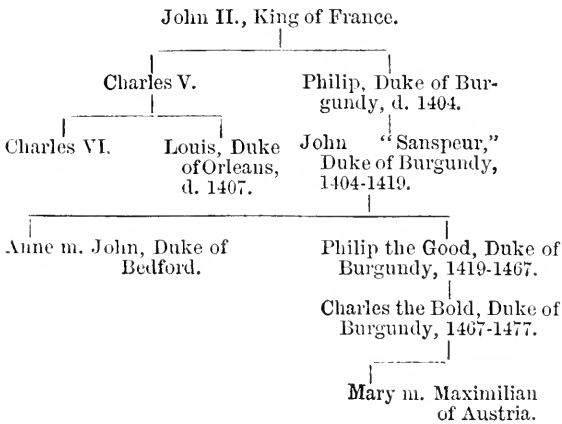 John II., King of France.
Charles V.
Philip, Duke of Bur-
gundy, d. 1404.
Charles VI.
Louis, Duke
of Orleans,
d. 1407.
John "Sanspeur,"
Duke of Burgundy,
1404-1419.
Anne m. John, Duke of
Bedford.
Philip the Good, Duke of
Burgundy, 1419-1467.
Charles the Bold, Duke of
Burgundy, 1467-1477.
Mary m. Maximilian
of Austria.